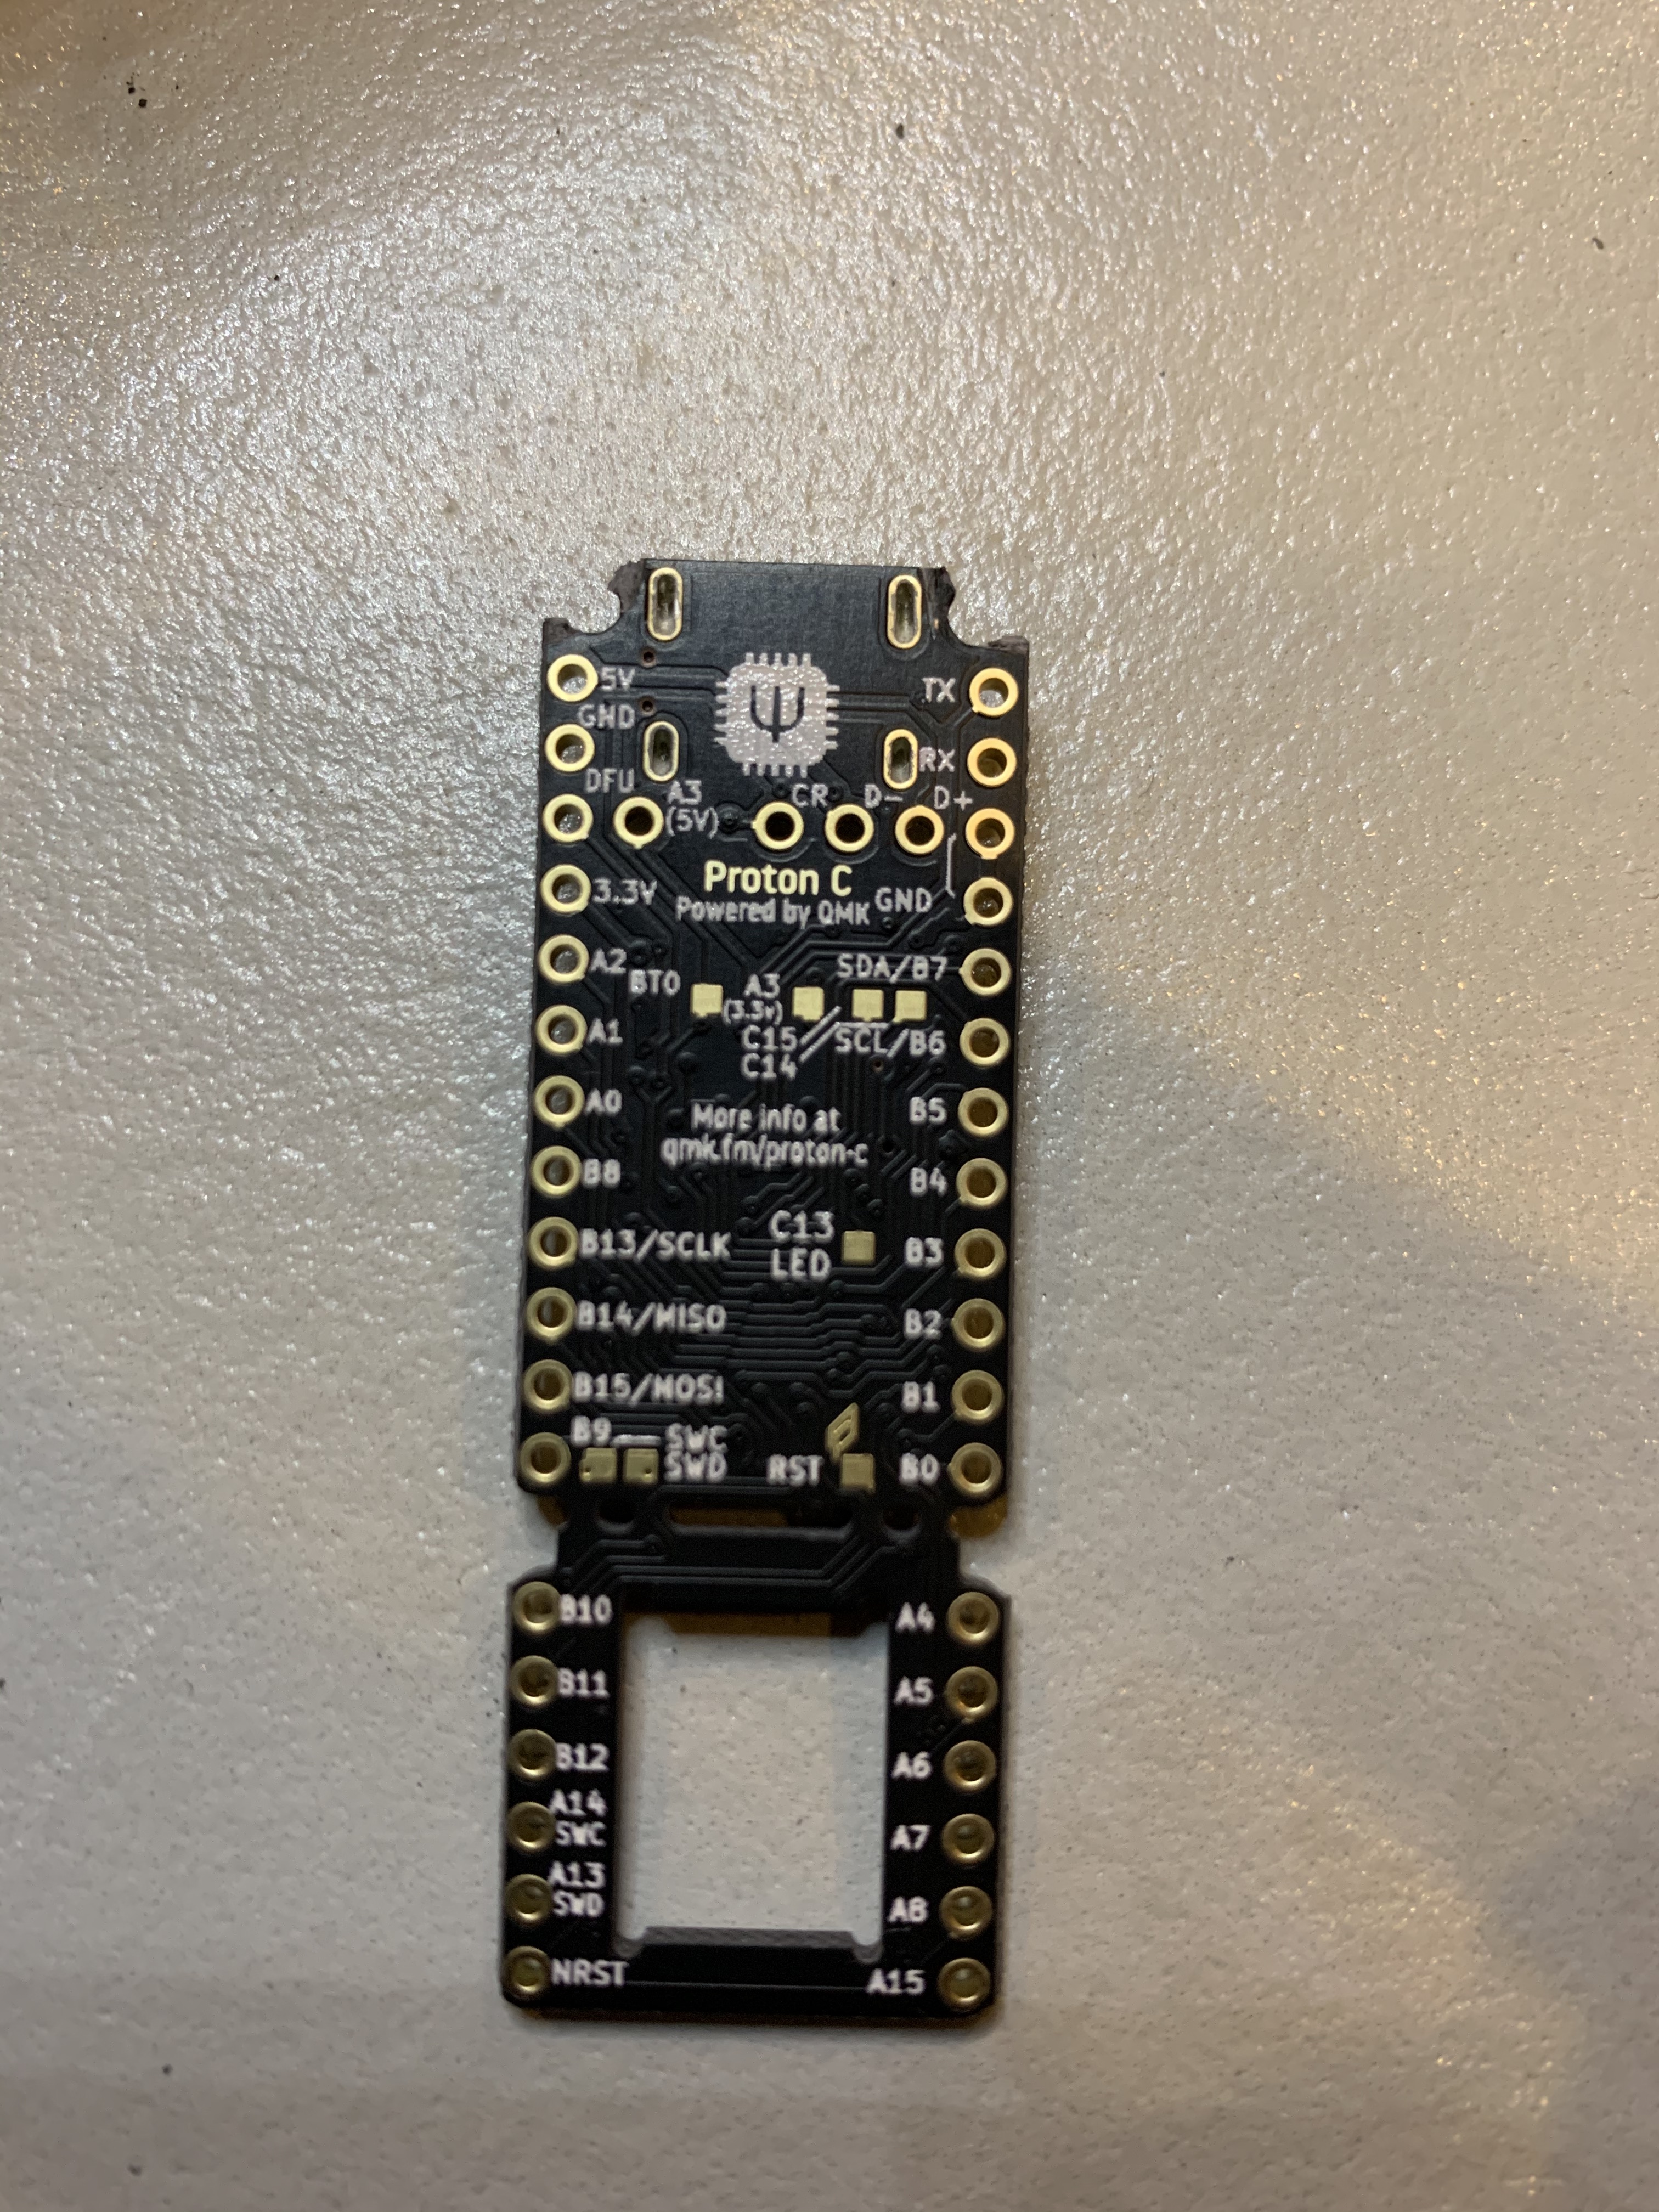 5V
TX
GND
RX
DFU
A3
(5V)
CR
D-
D+
Proton C
Powered by QMK
GND
3.3V
A2
BT0
A3
(3.3v)
SDA/B7
A1
C15
C14
SCL/B6
A0
More info at
qmk.fm/proton-c
B5
B8
B4
B13/SCLK
C13
LED
B3
B14/MISO
B2
B15/MOSI
B1
B9
SWC
SWD
RST
B0
B10
A4
B11
A5
B12
A6
A14
SWC
A7
A13
SWD
A8
NRST
A15